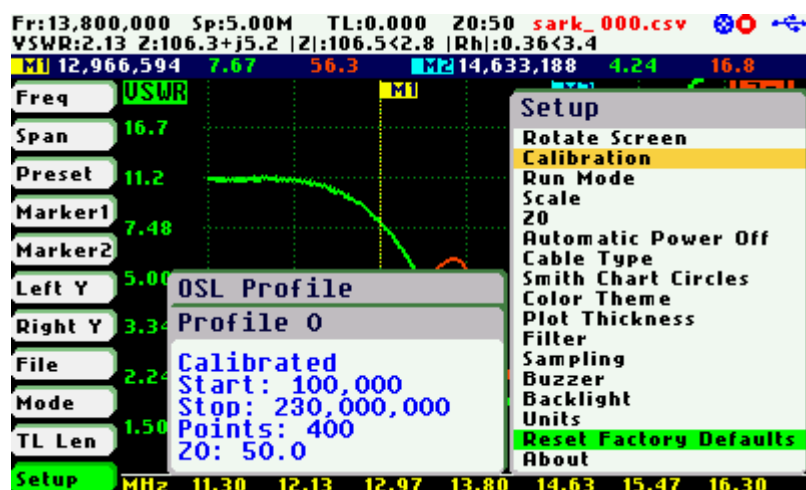 Fr:13,800,000 Sp:5.00M TL:0.000 Z0:50 sark_000.csv
VSWR:2.13 Z:106.3+j5.2 |Z|:106.5<2.8 |Rh|:0.36<3.4
M1 12,966,594 7.67 56.3 M2 14,633,188 4.24 16.8
Freq
Span
Preset
Marker1
Marker2
Left Y
Right Y
File
Mode
TL Len
Setup
VSWR
M1
16.7
11.2
7.48
5.00
3.34
2.24
1.50
OSL Profile
Profile 0
Calibrated
Start: 100,000
Stop: 230,000,000
Points: 400
Z0: 50.0
Setup
Rotate Screen
Calibration
Run Mode
Scale
Z0
Automatic Power Off
Cable Type
Smith Chart Circles
Color Theme
Plot Thickness
Filter
Sampling
Buzzer
Backlight
Units
Reset Factory Defaults
About
MHz 11.30 12.13 12.97 13.80 14.63 15.47 16.30